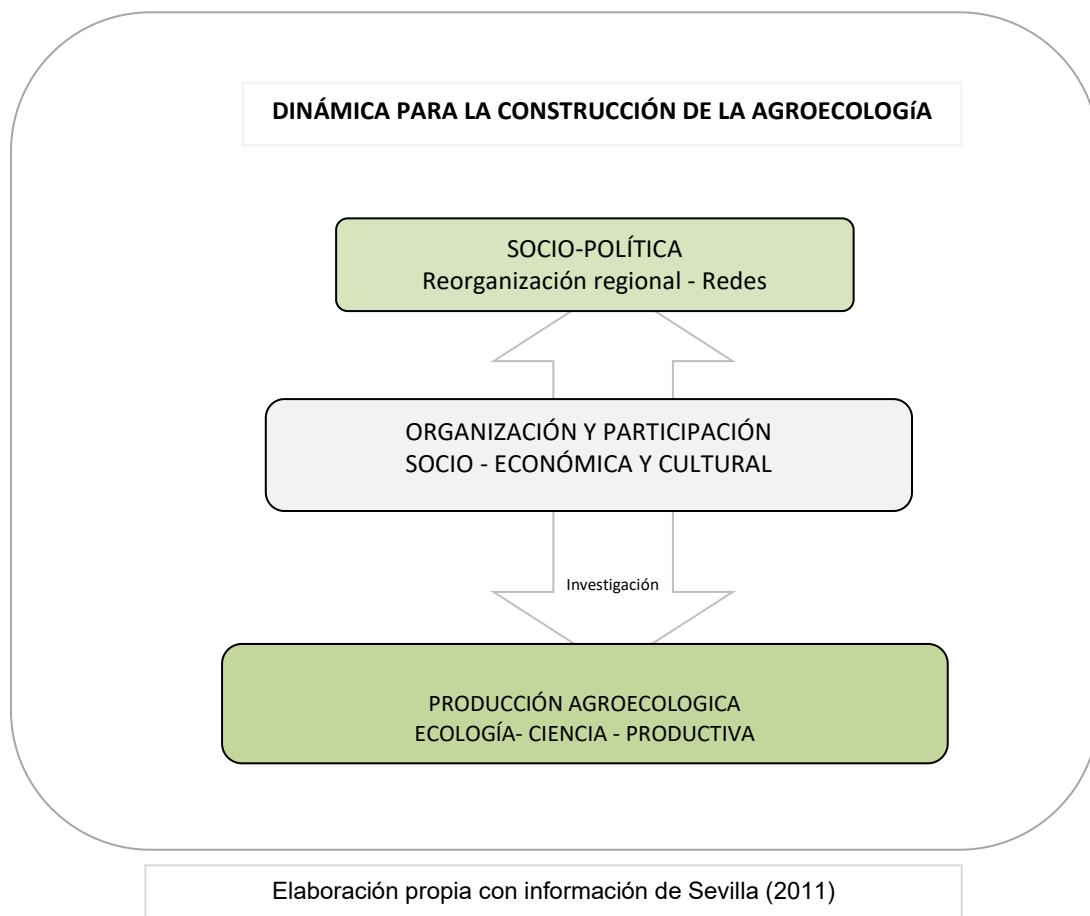 DINÁMICA PARA LA CONSTRUCCIÓN DE LA AGROECOLOGíA
SOCIO-POLÍTICA
Reorganización regional - Redes
ORGANIZACIÓN Y PARTICIPACIÓN
SOCIO - ECONÓMICA Y CULTURAL
Investigación
PRODUCCIÓN AGROECOLOGICA
ECOLOGÍA- CIENCIA - PRODUCTIVA
Elaboración propia con información de Sevilla (2011)